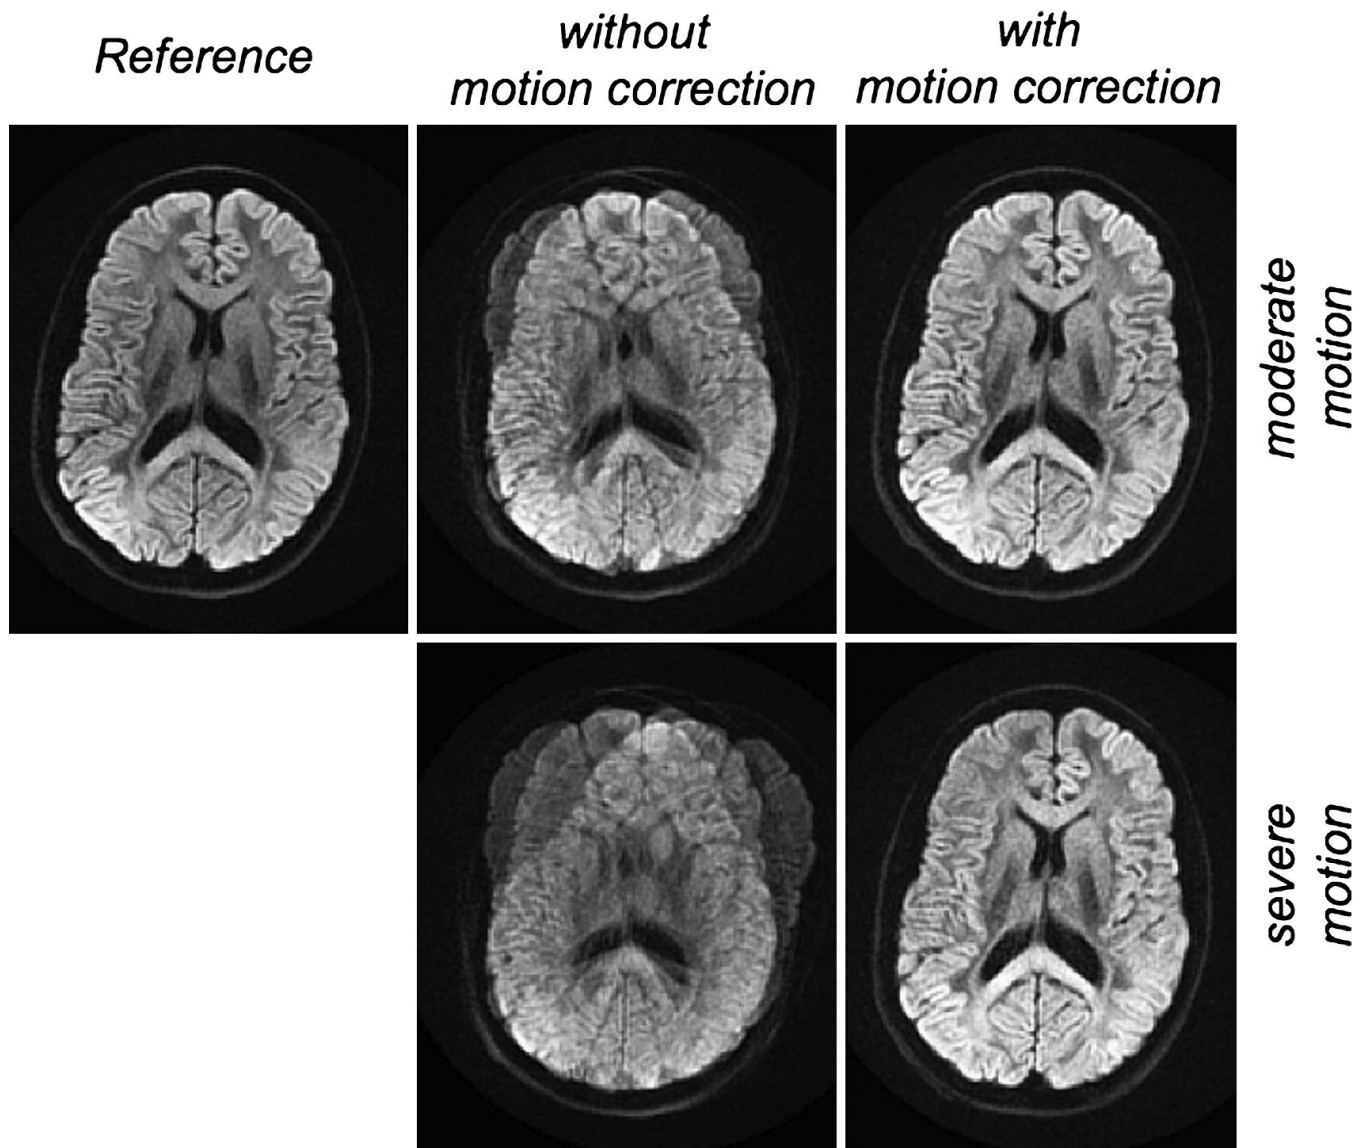 Reference
without
motion correction
with
motion correction
moderate
motion
severe
motion